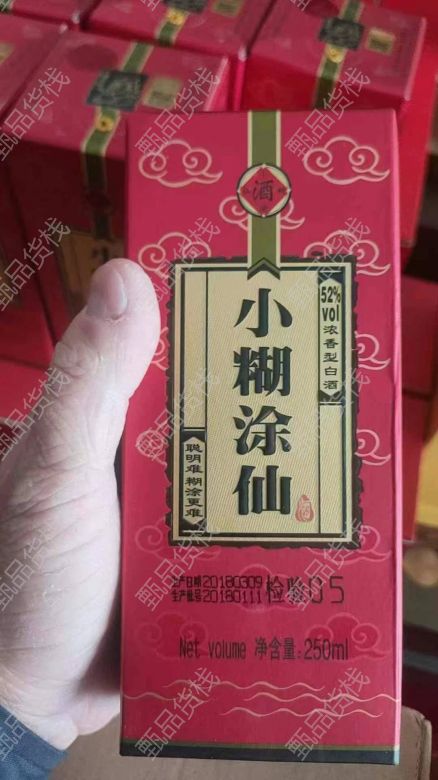 酒
52%
vol
浓香型白酒
小糊涂仙
聪明难 糊涂更难
酒
生产日期20180309 检验05
生产编号20180111
Net volume 净含量:250ml
甄品货栈